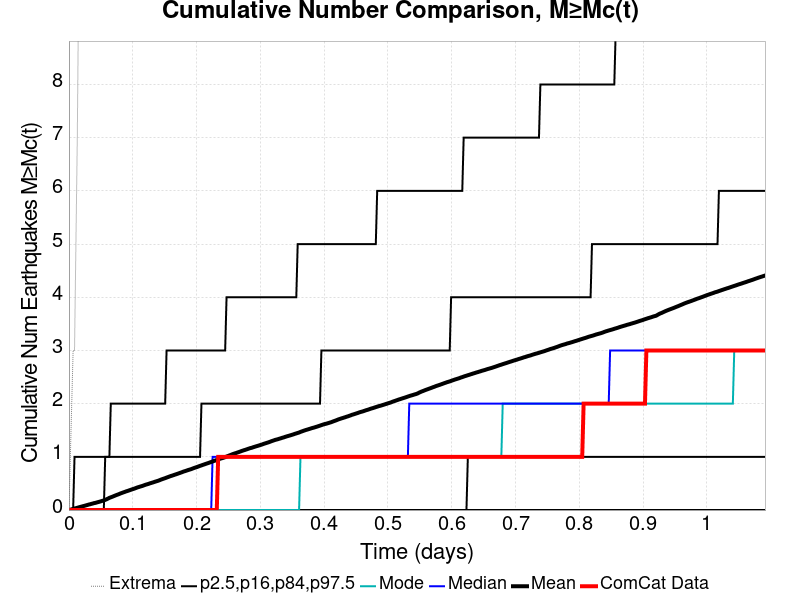 Cumulative Number Comparison, M≥Mc(t)
Cumulative Num Earthquakes M≥Mc(t)
8
7
6
5
4
3
2
1
0
0 0.1 0.2 0.3 0.4 0.5 0.6 0.7 0.8 0.9 1
Time (days)
Extrema p2.5,p16,p84,p97.5 Mode Median Mean ComCat Data